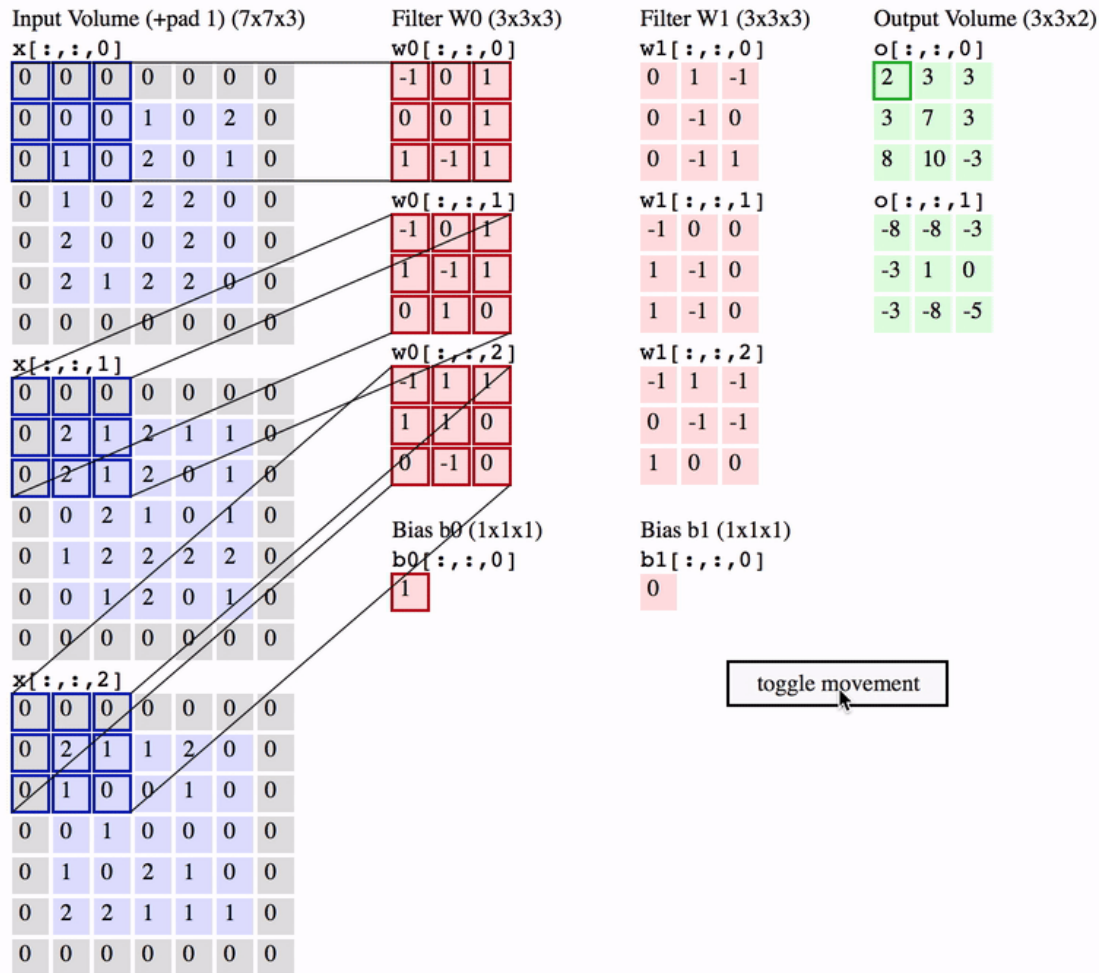 Input Volume (+pad 1) (7x7x3)
x[:,:,0]
0 0 0 0 0 0 0
0 0 0 1 0 2 0
0 1 0 2 0 1 0
0 1 0 2 2 0 0
0 2 0 0 2 0 0
0 2 1 2 2 0 0
0 0 0 0 0 0 0
x[:,:,1]
0 0 0 0 0 0 0
0 2 1 2 1 1 0
0 2 1 2 0 1 0
0 0 2 1 0 1 0
0 1 2 2 2 2 0
0 0 1 2 0 1 0
0 0 0 0 0 0 0
x[:,:,2]
0 0 0 0 0 0 0
0 2 1 1 2 0 0
0 1 0 0 1 0 0
0 0 1 0 0 0 0
0 1 0 2 1 0 0
0 2 2 1 1 1 0
0 0 0 0 0 0 0
Filter W0 (3x3x3)
w0[:,:,0]
-1 0 1
0 0 1
1 -1 1
w0[:,:,1]
-1 0 1
1 -1 1
0 1 0
w0[:,:,2]
-1 1 1
1 1 0
0 -1 0
Bias b0 (1x1x1)
b0[:,:,0]
1
Filter W1 (3x3x3)
w1[:,:,0]
0 1 -1
0 -1 0
0 -1 1
w1[:,:,1]
-1 0 0
1 -1 0
1 -1 0
w1[:,:,2]
-1 1 -1
0 -1 -1
1 0 0
Bias b1 (1x1x1)
b1[:,:,0]
0
Output Volume (3x3x2)
o[:,:,0]
2 3 3
3 7 3
8 10 -3
o[:,:,1]
-8 -8 -3
-3 1 0
-3 -8 -5
toggle movement